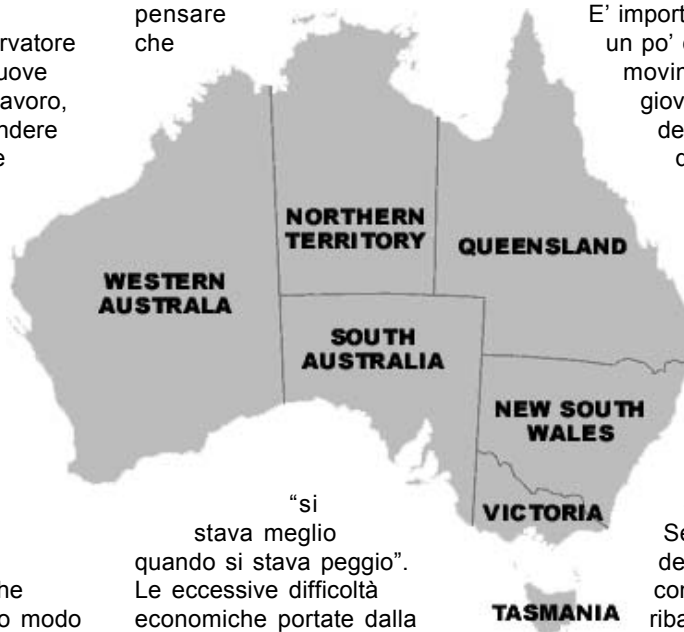 rvatore
uove
avoro,
ndere
e
he
o modo
pensare
che
“si
stava meglio
quando si stava peggio”.
Le eccessive difficoltà
economiche portate dalla
NORTHERN
TERRITORY
QUEENSLAND
WESTERN
AUSTRALA
SOUTH
AUSTRALIA
NEW SOUTH
WALES
VICTORIA
TASMANIA
E’ import
un po’
movin
giov
de
Se
de
con
riba